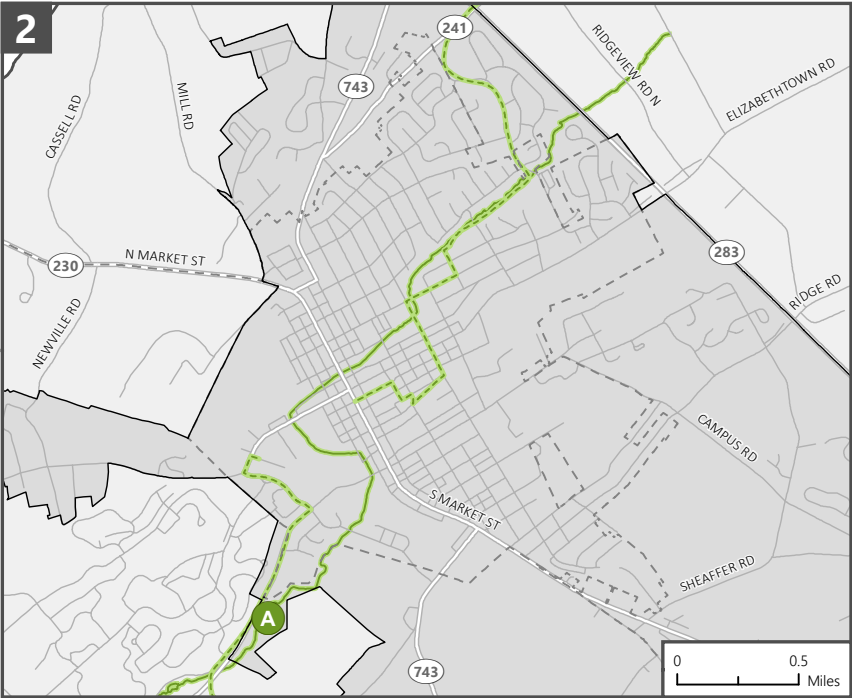 2
241
743
RIDGEVIEW RD N
ELIZABETHTOWN RD
MILL RD
CASSELL RD
230
N MARKET ST
283
RIDGE RD
NEWVILLE RD
CAMPUS RD
S MARKET ST
SHEAFFER RD
A
743
0 0.5
Miles